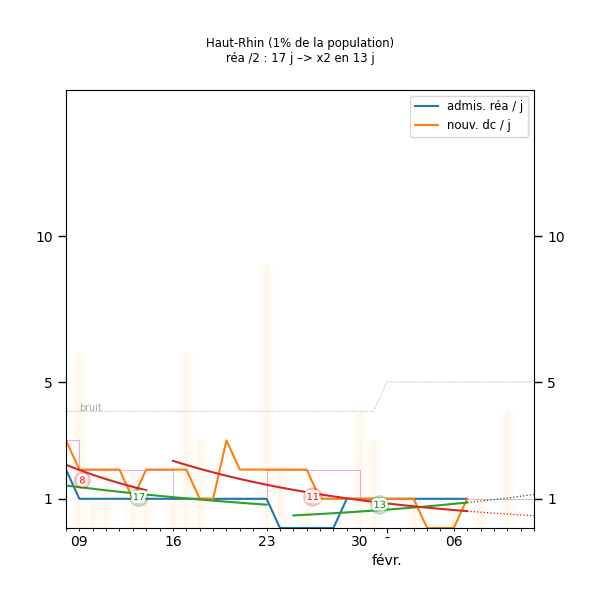 Haut-Rhin (1% de la population)
réa /2 : 17 j –> x2 en 13 j
admis. réa / j
nouv. dc / j
10
10
5
5
bruit
8
17
11
13
1
1
09
16
23
30
-
06
févr.